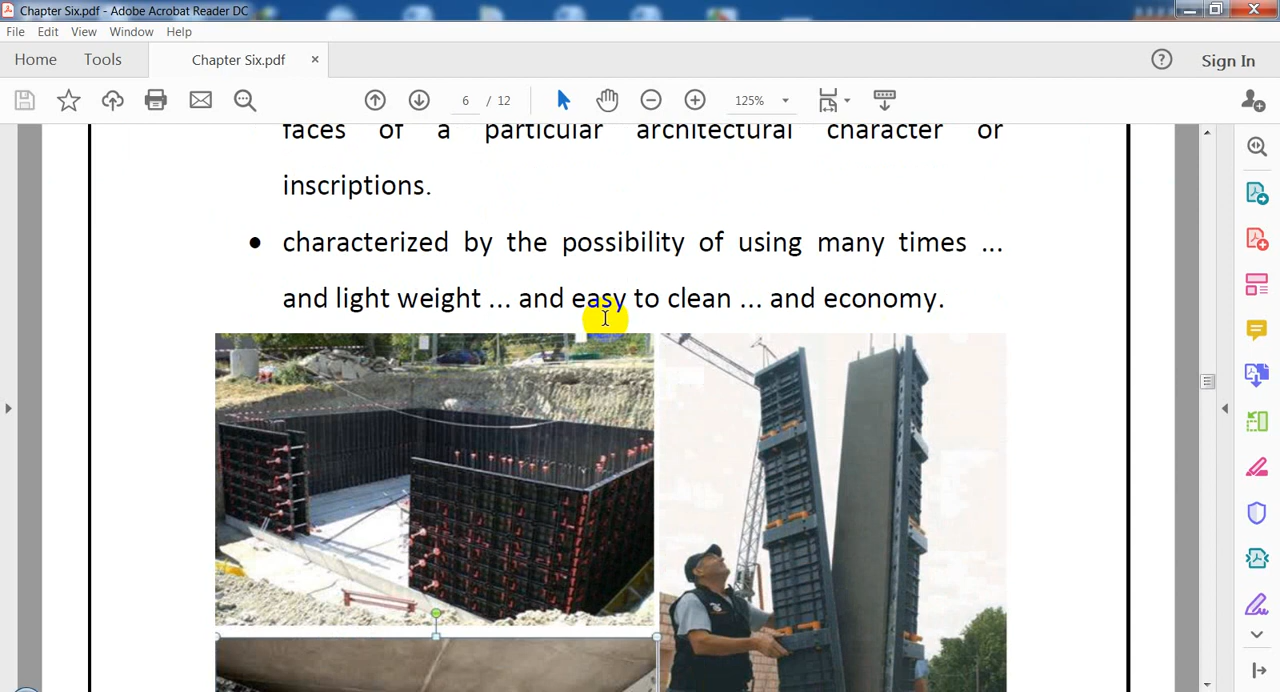 Chapter Six.pdf - Adobe Acrobat Reader DC
File Edit View Window Help
Home Tools Chapter Six.pdf × ? Sign In
6 / 12 125%
faces of a particular architectural character or
inscriptions.
• characterized by the possibility of using many times ...
and light weight ... and easy to clean ... and economy.